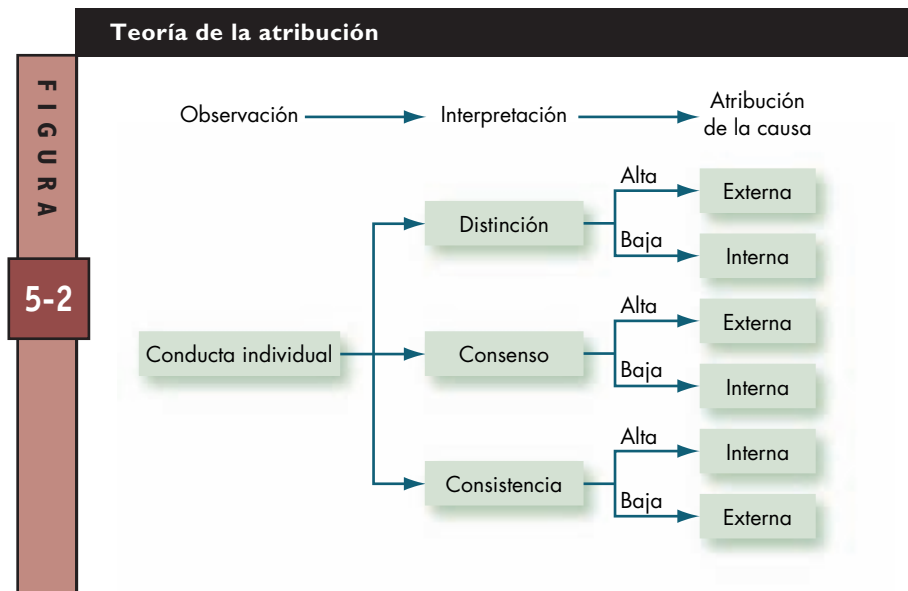 Teoría de la atribución
FIGURA
5-2
Observación
Interpretación
Atribución
de la causa
Conducta individual
Distinción
Alta
Externa
Baja
Interna
Consenso
Alta
Externa
Baja
Interna
Consistencia
Alta
Interna
Baja
Externa